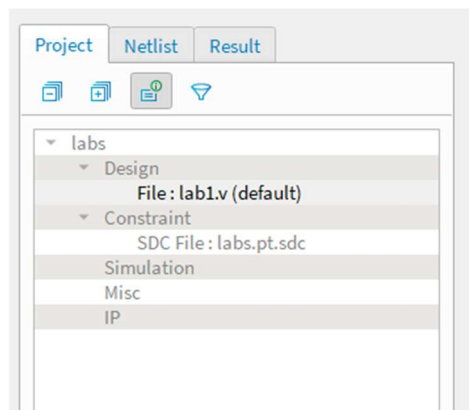 Project Netlist Result
labs
Design
File : lab1.v (default)
Constraint
SDC File : labs.pt.sdc
Simulation
Misc
IP